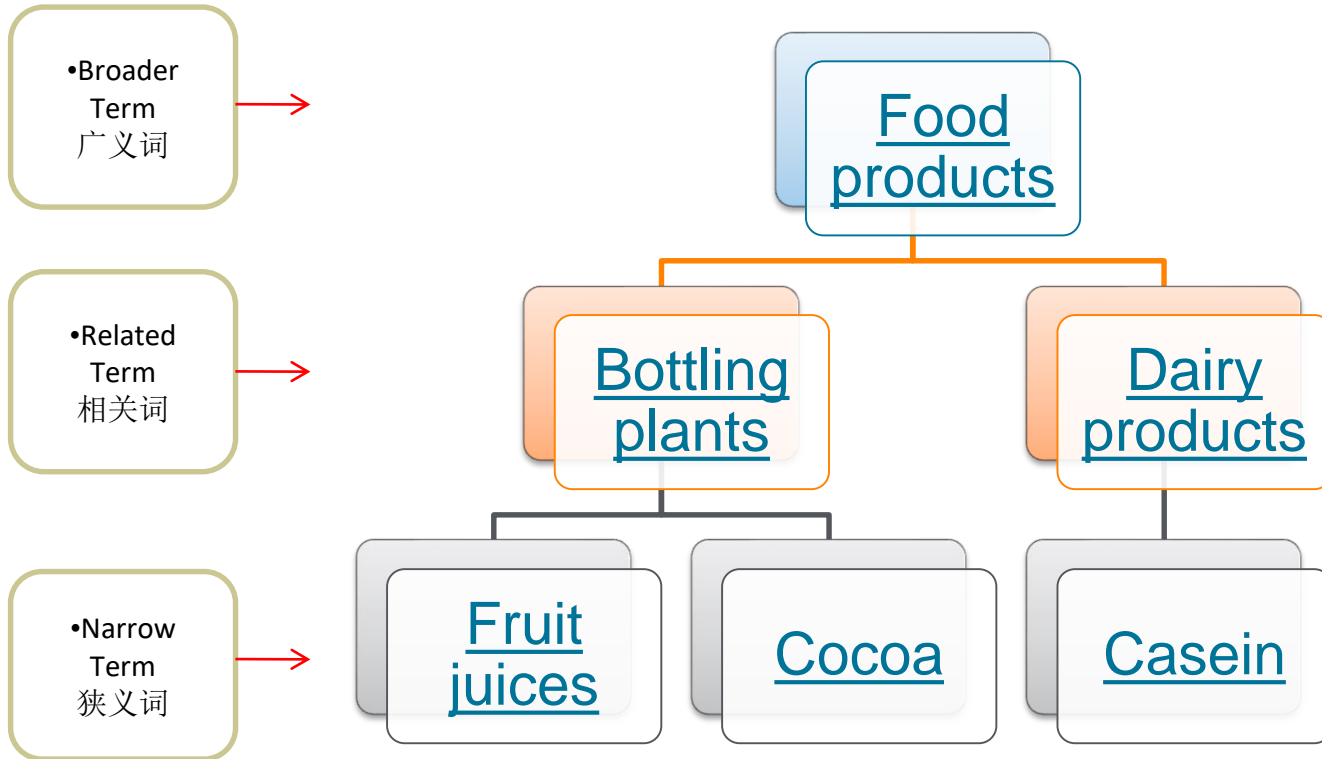 •Broader
Term
广义词
Food
products
•Related
Term
相关词
Bottling
plants
Dairy
products
•Narrow
Term
狭义词
Fruit
juices
Cocoa
Casein